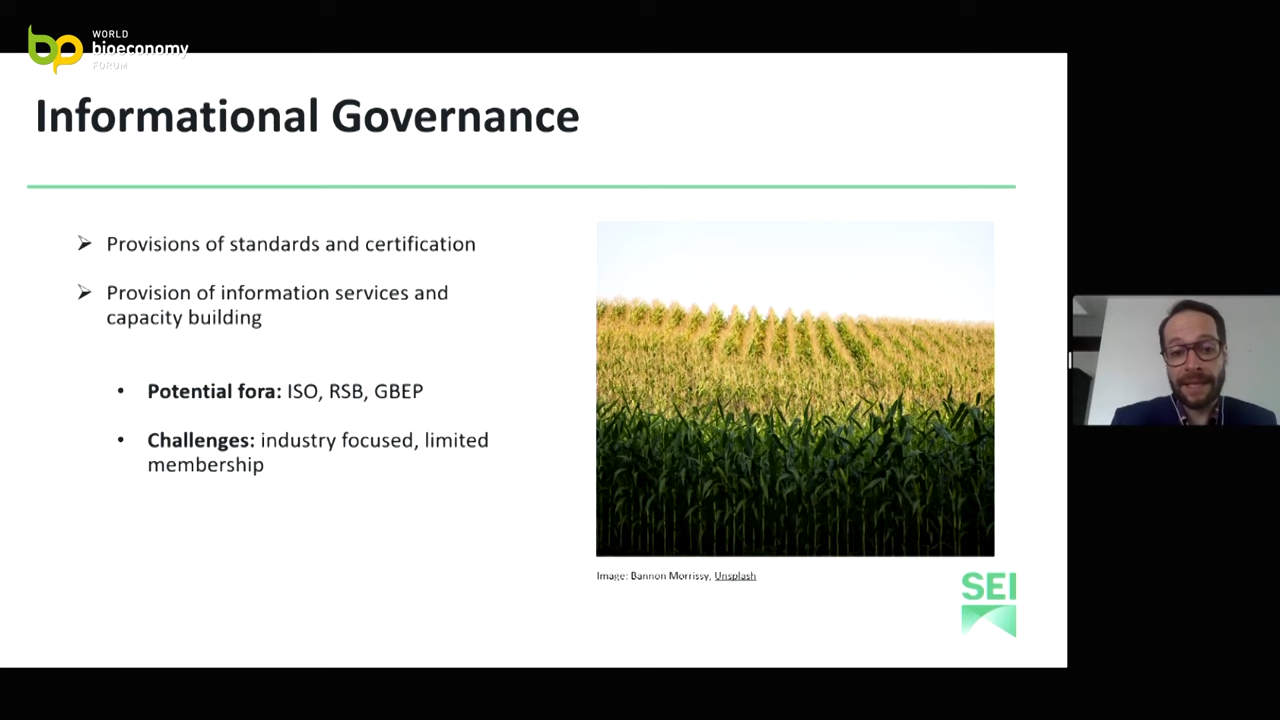 WORLD
bioeconomy
FORUM
Informational Governance
Provisions of standards and certification
Provision of information services and
capacity building
Potential fora: ISO, RSB, GBEP
Challenges: industry focused, limited
membership
Image: Bannon Morrissy, Unsplash
SEI